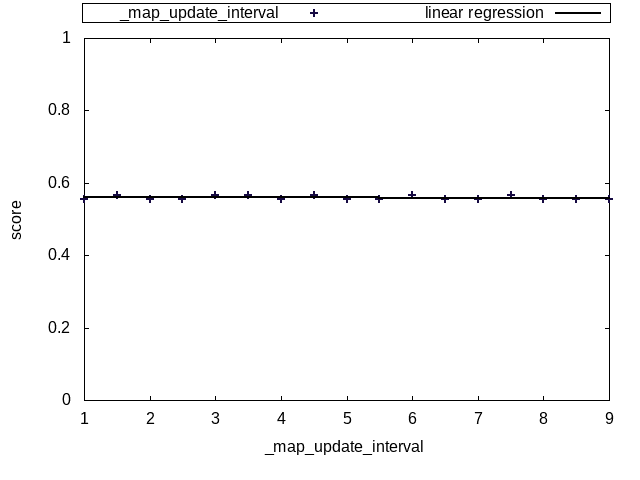 _map_update_interval linear regression
1
0.8
0.6
0.4
0.2
0
score
1 2 3 4 5 6 7 8 9
_map_update_interval